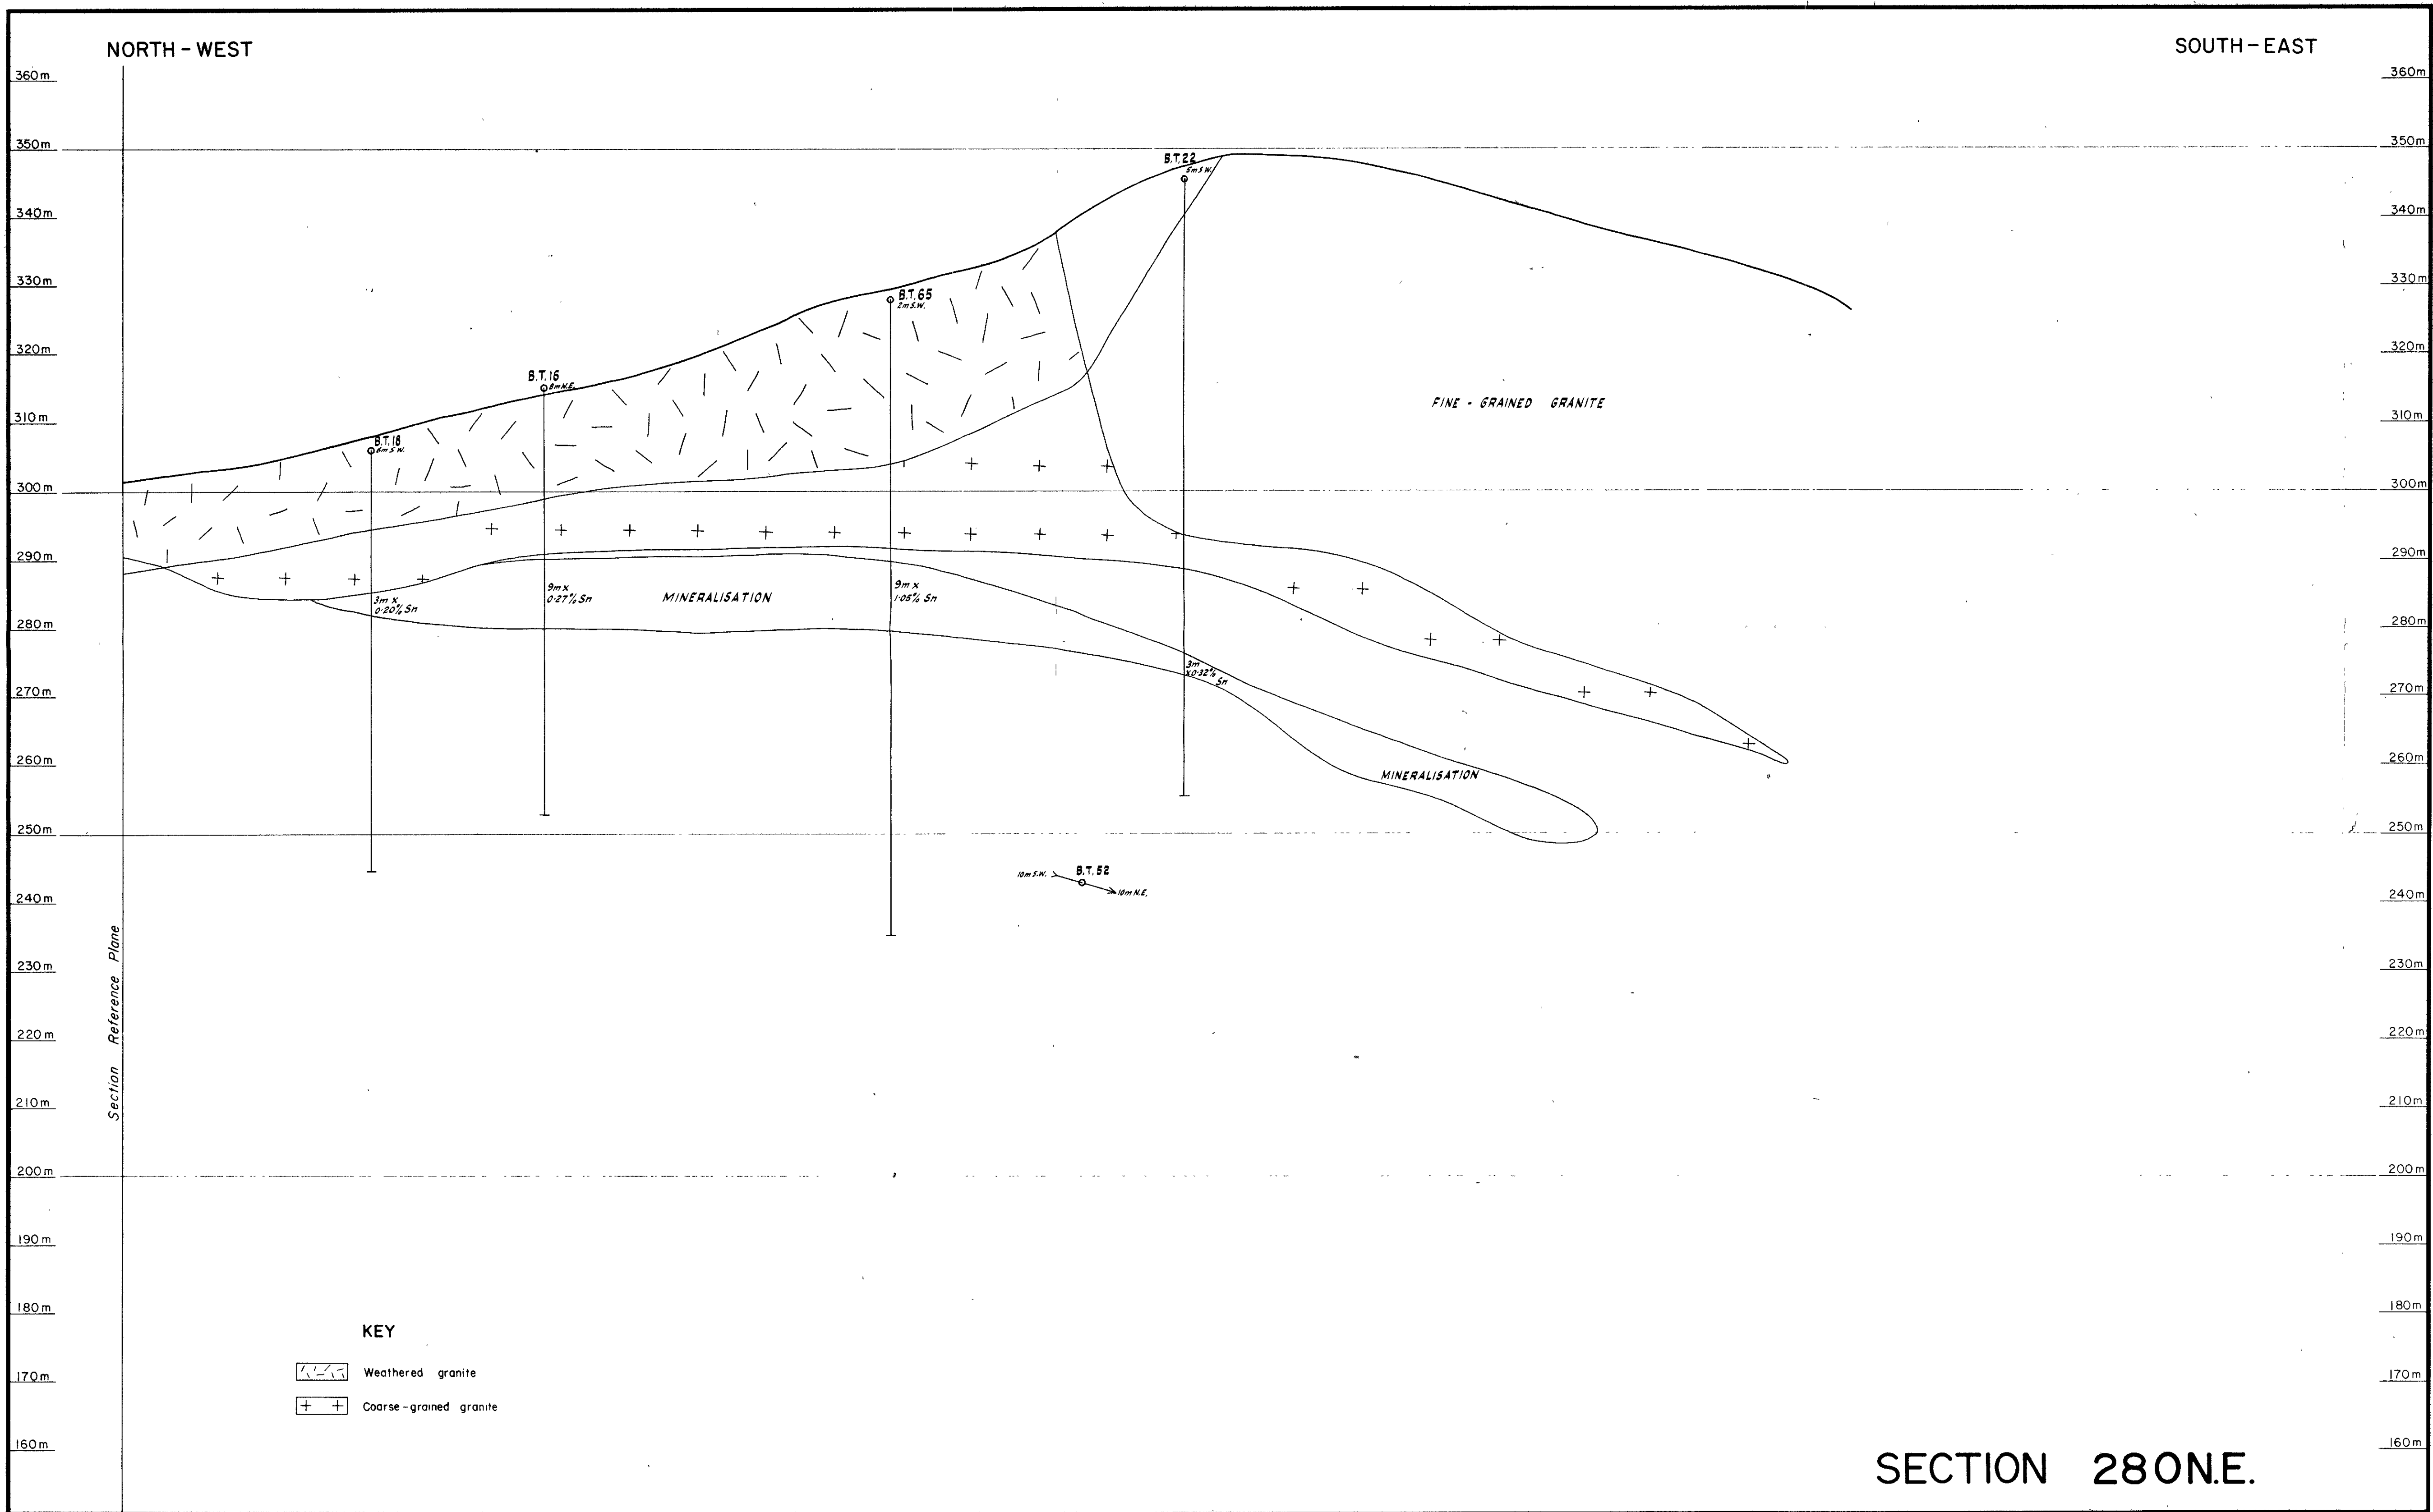 NORTH-WEST
SOUTH-EAST
360m
360m
350m
350m
340m
340m
330m
330m
320m
320m
310m
310m
300m
300m
290m
290m
280m
280m
270m
270m
260m
260m
250m
250m
240m
240m
230m
230m
220m
220m
210m
210m
200m
200m
190m
190m
180m
180m
170m
170m
160m
160m
B.T.22
5m S.W.
B.T.65
2m S.W.
B.T.16
8m N.E.
B.T.18
6m S.W.
FINE-GRAINED GRANITE
3m x
0.20% Sn
9m x
0.27% Sn
MINERALISATION
9m x
1.05% Sn
3m
x0.32%
Sn
MINERALISATION
10m S.W.
B.T.52
10m N.E.
Section Reference Plane
KEY
Weathered granite
Coarse-grained granite
SECTION 280N.E.